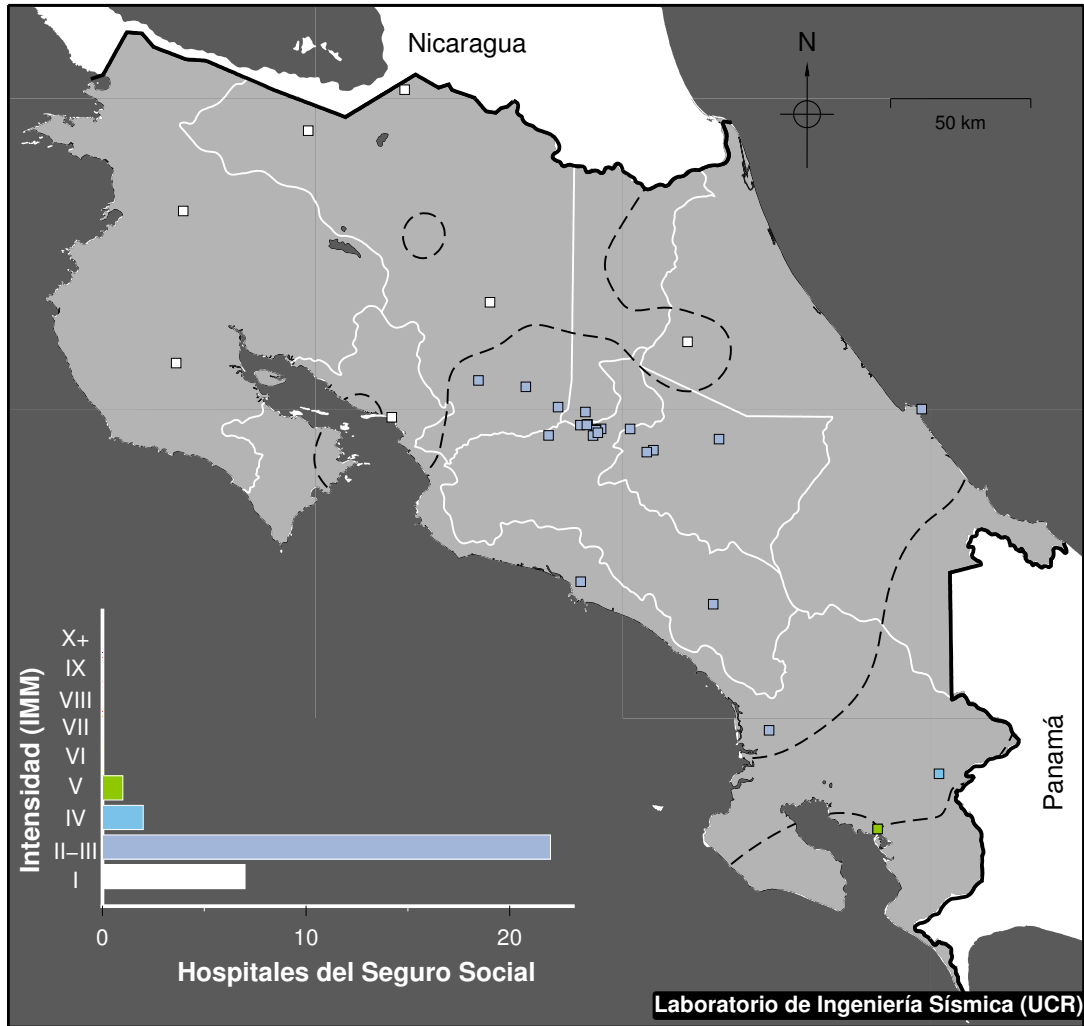 Nicaragua
N
50 km
Panamá
Intensidad (IMM)
X+
IX
VIII
VII
VI
V
IV
II−III
I
0 10 20
Hospitales del Seguro Social
Laboratorio de Ingeniería Sísmica (UCR)